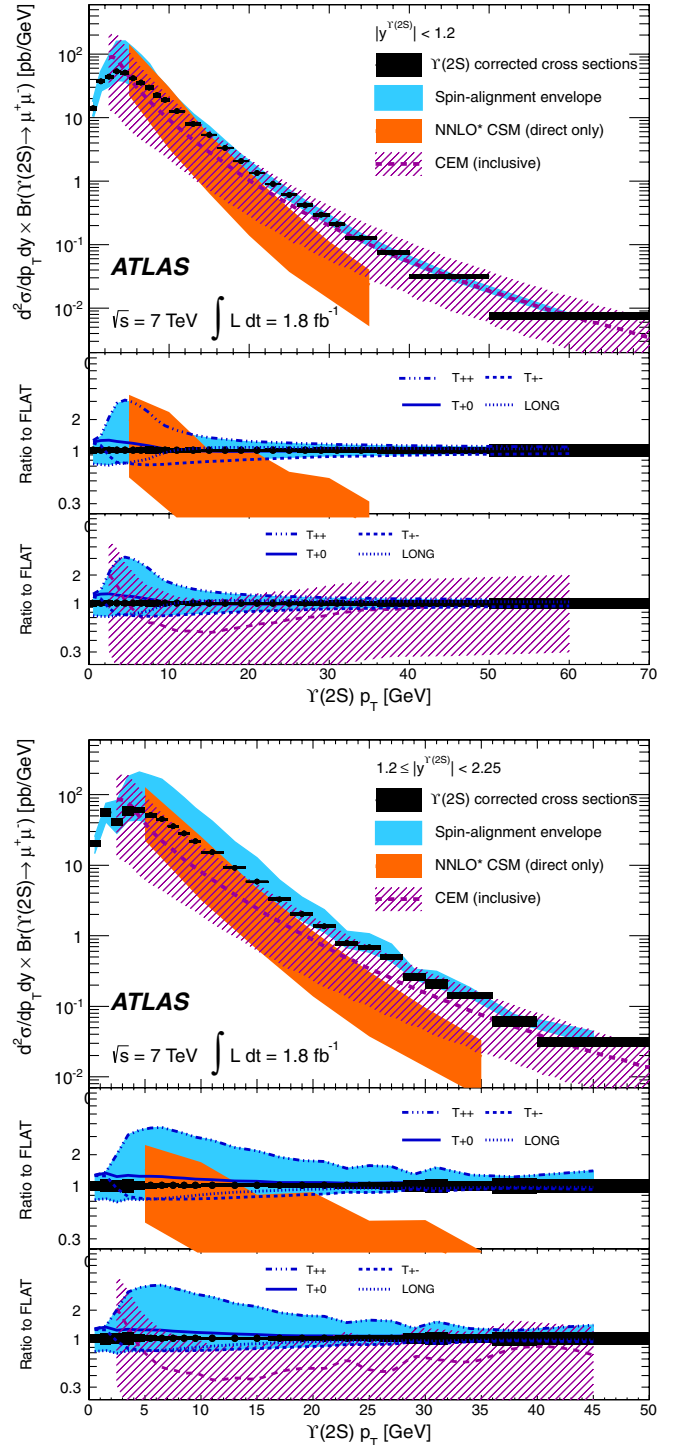 |y^Υ(2S)| < 1.2
Υ(2S) corrected cross sections
Spin-alignment envelope
NNLO* CSM (direct only)
CEM (inclusive)
d²σ/dp_T dy × Br(Υ(2S)→ μ⁺μ⁻) [pb/GeV]
10²
10
1
10⁻¹
10⁻²
ATLAS
√s = 7 TeV ∫ L dt = 1.8 fb⁻¹
Ratio to FLAT
2
1
0.3
T++ T+-
T+0 LONG
Ratio to FLAT
2
1
0.3
T++ T+-
T+0 LONG
0 10 20 30 40 50 60 70
Υ(2S) p_T [GeV]
1.2 ≤ |y^Υ(2S)| < 2.25
Υ(2S) corrected cross sections
Spin-alignment envelope
NNLO* CSM (direct only)
CEM (inclusive)
d²σ/dp_T dy × Br(Υ(2S)→ μ⁺μ⁻) [pb/GeV]
10²
10
1
10⁻¹
10⁻²
ATLAS
√s = 7 TeV ∫ L dt = 1.8 fb⁻¹
Ratio to FLAT
2
1
0.3
T++ T+-
T+0 LONG
Ratio to FLAT
2
1
0.3
T++ T+-
T+0 LONG
0 5 10 15 20 25 30 35 40 45 50
Υ(2S) p_T [GeV]